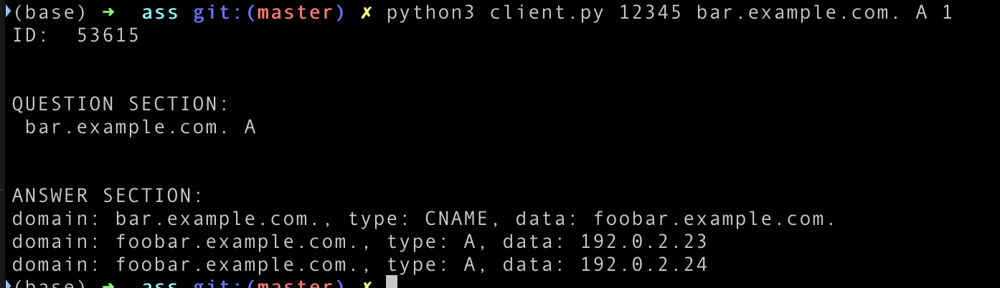 (base) ➜  ass git:(master) ✗ python3 client.py 12345 bar.example.com. A 1
ID:  53615
QUESTION SECTION:
 bar.example.com. A
ANSWER SECTION:
domain: bar.example.com., type: CNAME, data: foobar.example.com.
domain: foobar.example.com., type: A, data: 192.0.2.23
domain: foobar.example.com., type: A, data: 192.0.2.24
(base) ➜  ass git:(master) ✗